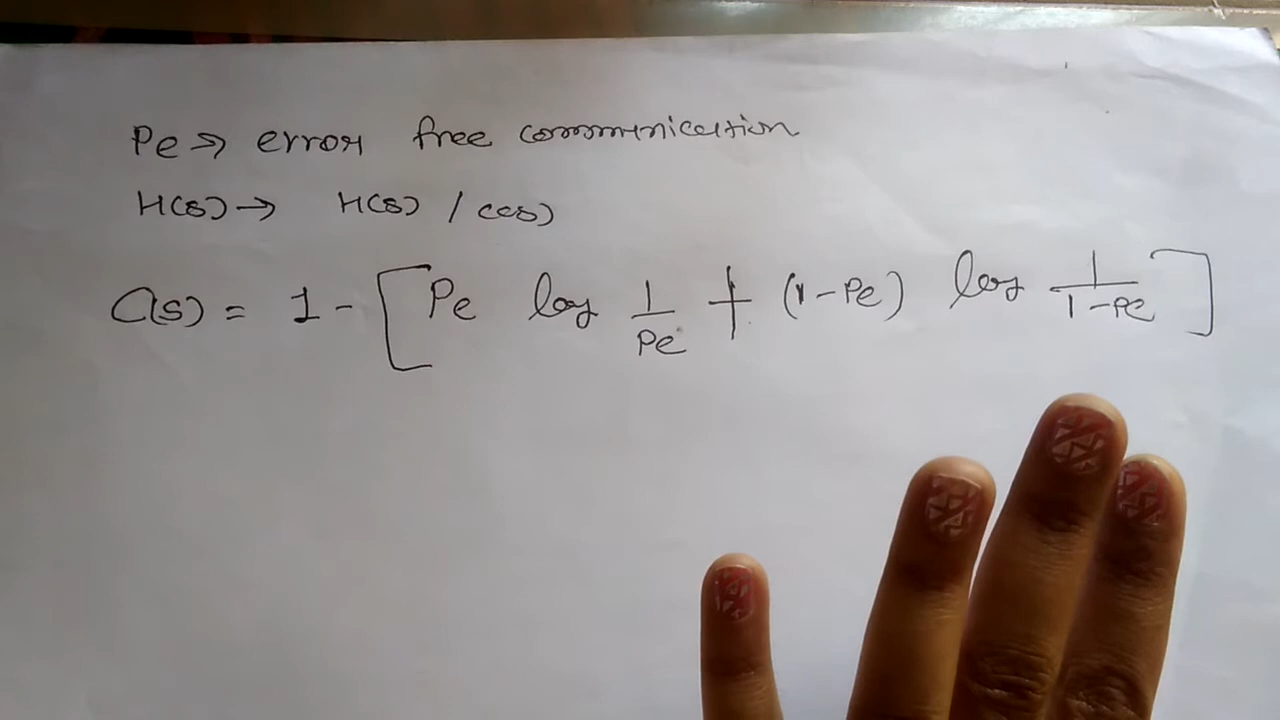 Pe → error free communication
H(s) → H(s) / C(s)
C(s) = 1 - [ Pe log 1/Pe + (1-Pe) log 1/1-Pe ]